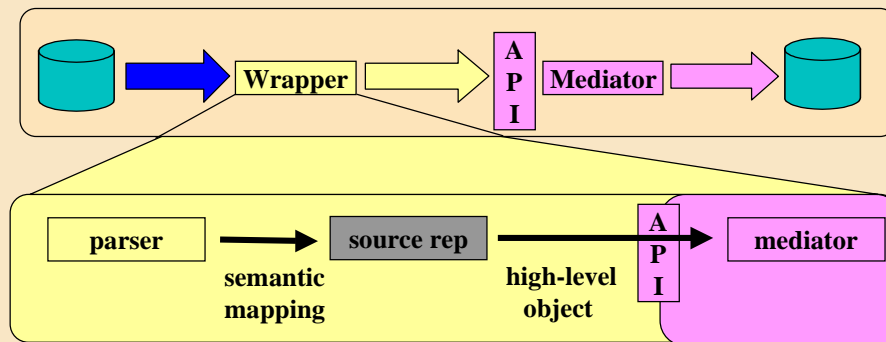 Wrapper
A
P
I
Mediator
parser
semantic
mapping
source rep
high-level
object
A
P
I
mediator